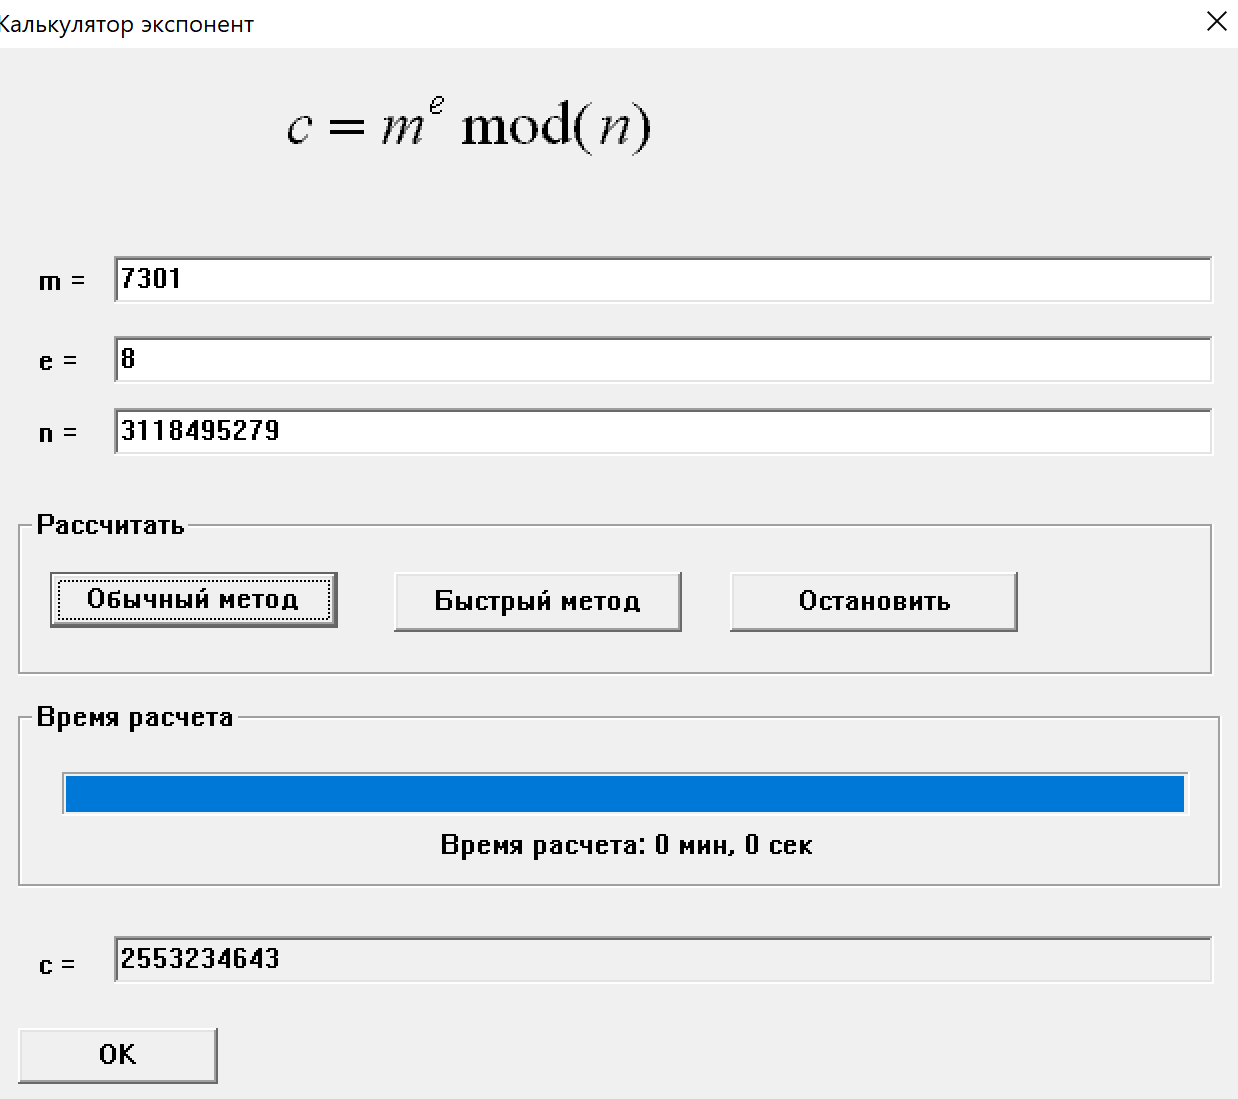 Калькулятор экспонент
c = m^e mod(n)
m = 7301
e = 8
n = 3118495279
Рассчитать
Обычный метод Быстрый метод Остановить
Время расчета
Время расчета: 0 мин, 0 сек
c = 2553234643
OK